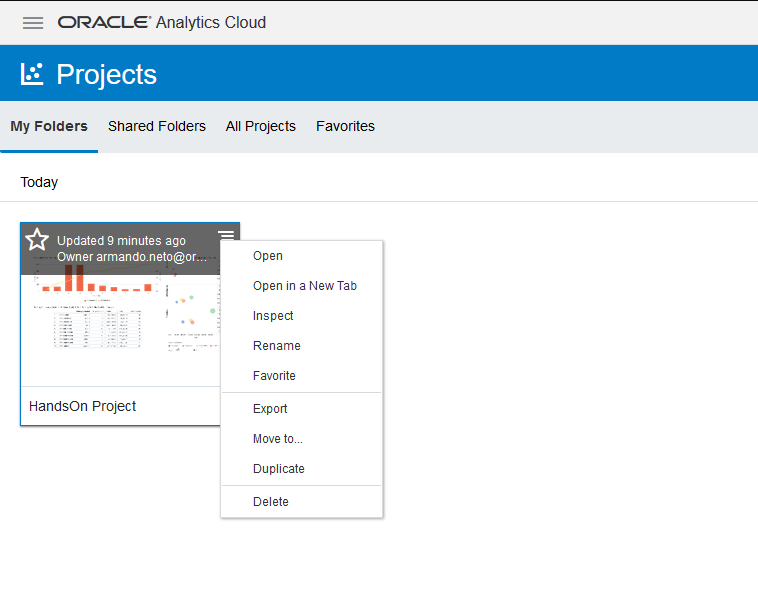 ORACLE® Analytics Cloud
Projects
My Folders Shared Folders All Projects Favorites
Today
Updated 9 minutes ago
Owner armando.neto@or...
HandsOn Project
Open
Open in a New Tab
Inspect
Rename
Favorite
Export
Move to...
Duplicate
Delete